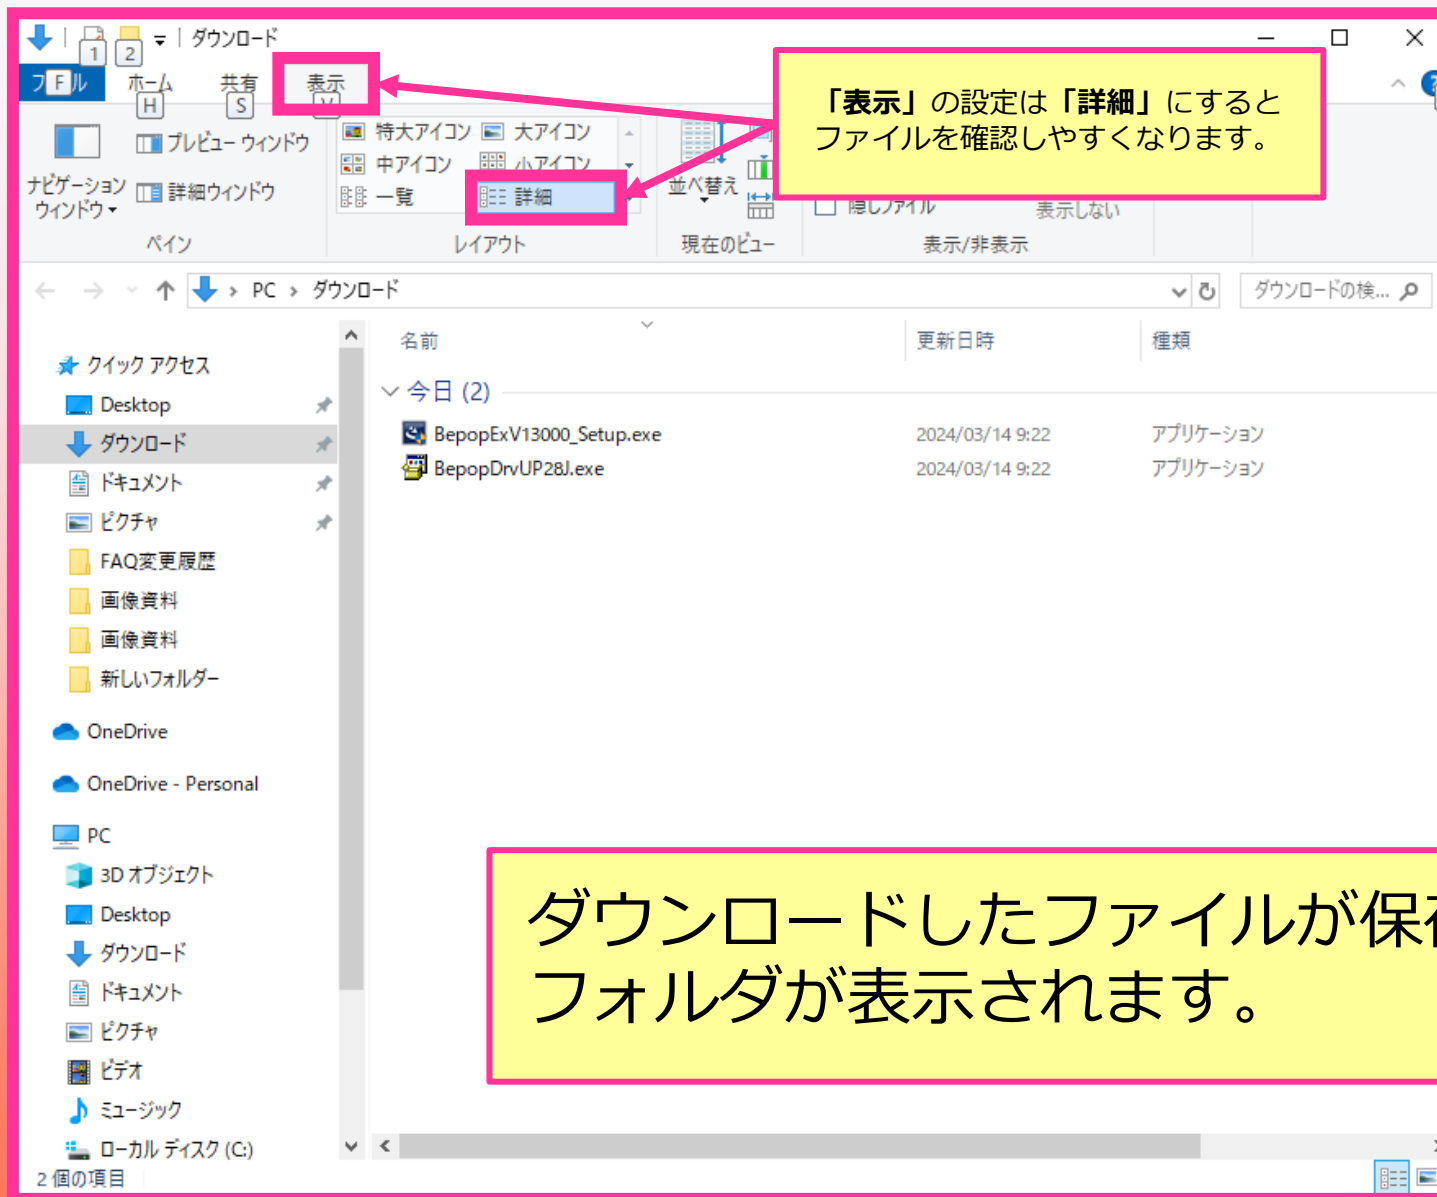 ダウンロード
1
2
フ F ル
ホーム
共有
表示
H
S
「表示」の設定は「詳細」にすると
ファイルを確認しやすくなります。
プレビュー ウィンドウ
ナビゲーション
ウィンドウ
詳細ウィンドウ
特大アイコン
大アイコン
中アイコン
小アイコン
一覧
詳細
並べ替え
隠しファイル
表示しない
ペイン
レイアウト
現在のビュー
表示/非表示
PC › ダウンロード
ダウンロードの検...
名前
更新日時
種類
今日 (2)
BepopExV13000_Setup.exe
2024/03/14 9:22
アプリケーション
BepopDrvUP28J.exe
2024/03/14 9:22
アプリケーション
クイック アクセス
Desktop
ダウンロード
ドキュメント
ピクチャ
FAQ変更履歴
画像資料
画像資料
新しいフォルダー
OneDrive
OneDrive - Personal
PC
3D オブジェクト
Desktop
ダウンロード
ドキュメント
ピクチャ
ビデオ
ミュージック
ローカル ディスク (C:)
ダウンロードしたファイルが保
フォルダが表示されます。
2 個の項目